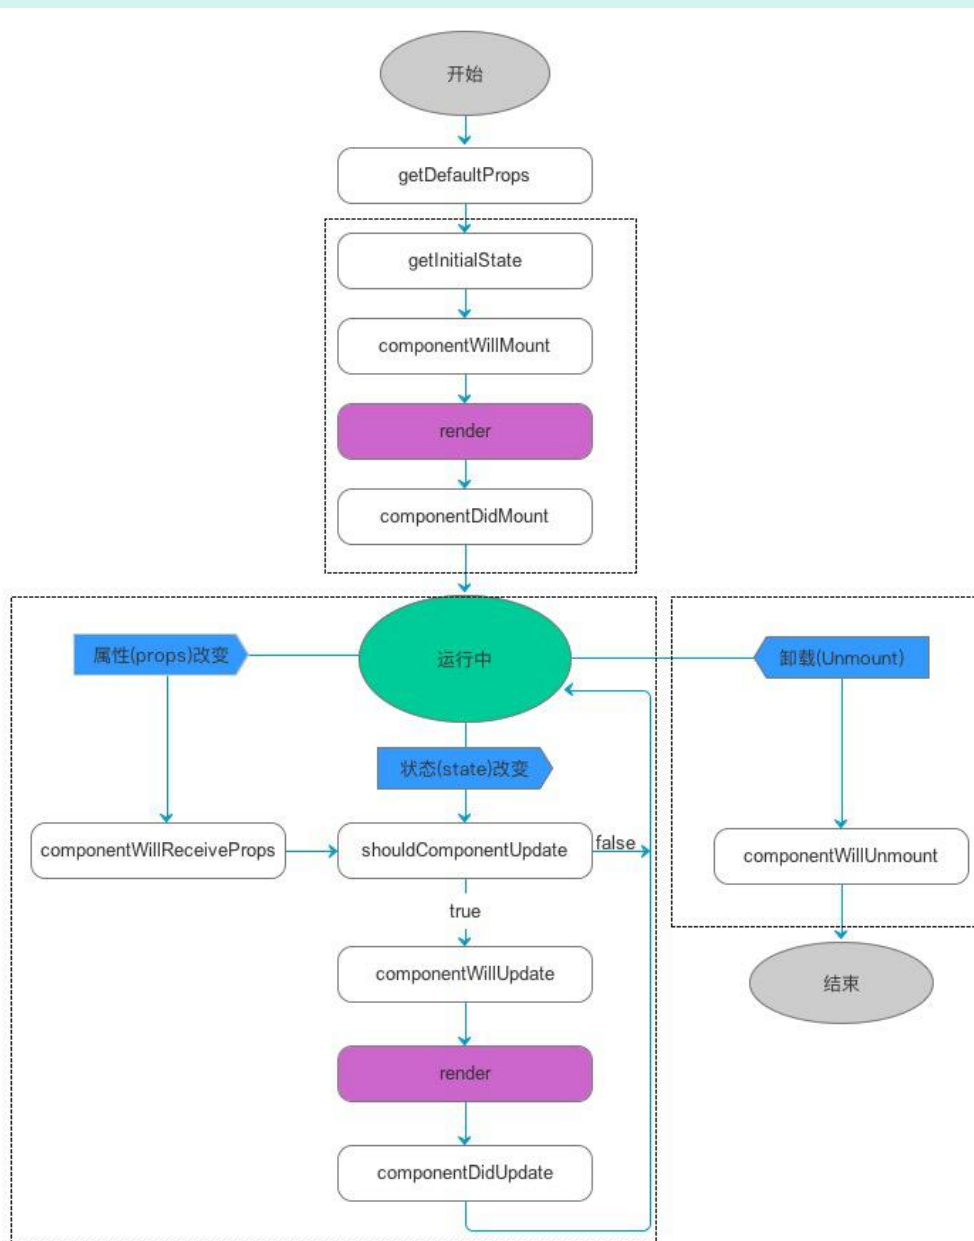 开始
getDefaultProps
getInitialState
componentWillMount
render
componentDidMount
运行中
属性(props)改变
卸载(Unmount)
状态(state)改变
componentWillReceiveProps
shouldComponentUpdate
false
componentWillUnmount
true
componentWillUpdate
结束
render
componentDidUpdate